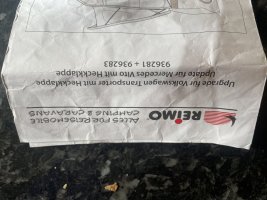 REIMO
CAMPING & CARAVANS
ALLES FÜR REISEMOBILE
Upgrade für Volkswagen Transporter mit Heckklappe
Update für Mercedes Vito mit Heckklappe
936281 + 936283